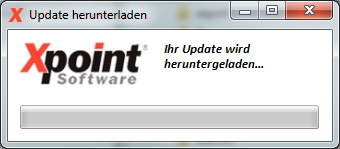 Update herunterladen
Xpoint®
Software
Ihr Update wird
heruntergeladen...